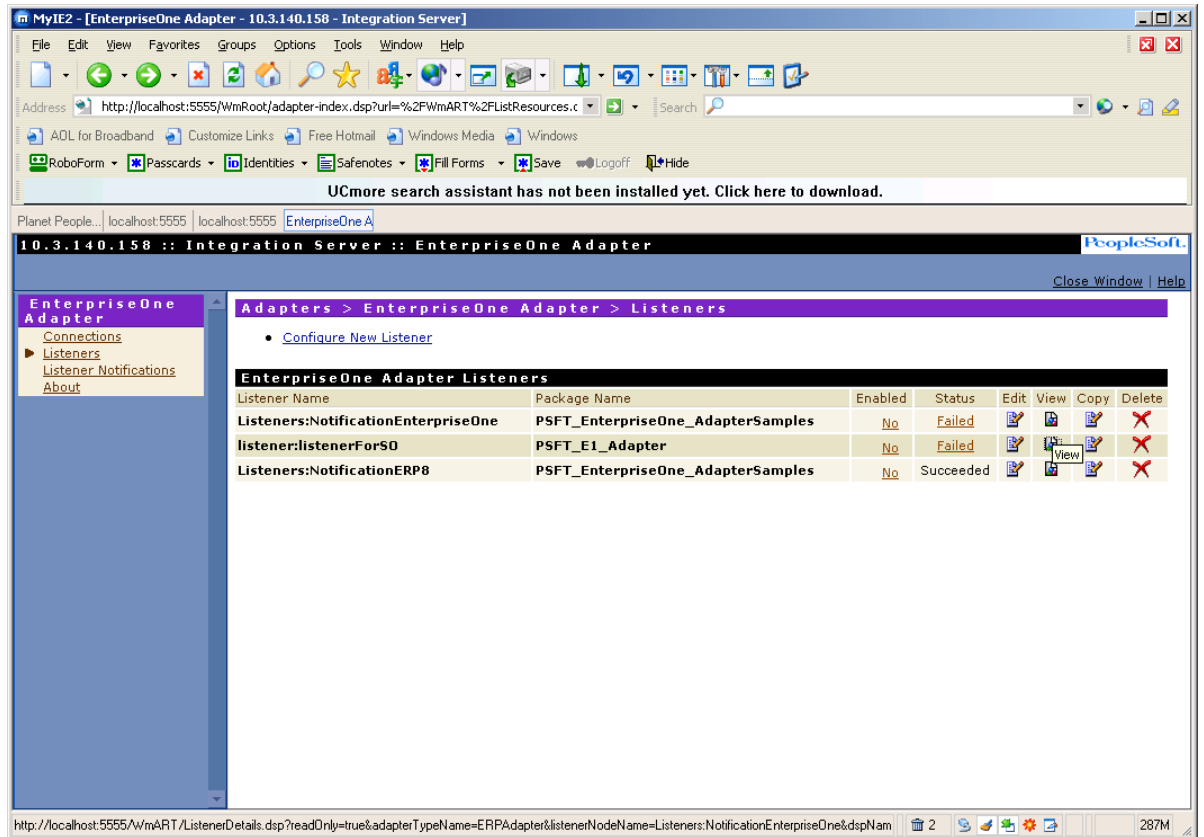 MyIE2 - [EnterpriseOne Adapter - 10.3.140.158 - Integration Server]
File Edit View Favorites Groups Options Tools Window Help
Address http://localhost:5555/WmRoot/adapter-index.dsp?url=%2FWmART%2FListResources.c Search
AOL for Broadband Customize Links Free Hotmail Windows Media Windows
RoboForm Passcards Identities Safenotes Fill Forms Save Logoff Hide
UCmore search assistant has not been installed yet. Click here to download.
Planet People... localhost:5555 localhost:5555 EnterpriseOne A
10.3.140.158 :: Integration Server :: EnterpriseOne Adapter
PeopleSoft.
Close Window | Help
EnterpriseOne Adapter
Connections
Listeners
Listener Notifications
About
Adapters > EnterpriseOne Adapter > Listeners
Configure New Listener
EnterpriseOne Adapter Listeners
Listener Name Package Name Enabled Status Edit View Copy Delete
Listeners:NotificationEnterpriseOne PSFT_EnterpriseOne_AdapterSamples No Failed
listener:listenerForSO PSFT_E1_Adapter No Failed
View
Listeners:NotificationERP8 PSFT_EnterpriseOne_AdapterSamples No Succeeded
http://localhost:5555/WmART/ListenerDetails.dsp?readOnly=true&adapterTypeName=ERPAdapter&listenerNodeName=Listeners:NotificationEnterpriseOne&dspNam 2 287M